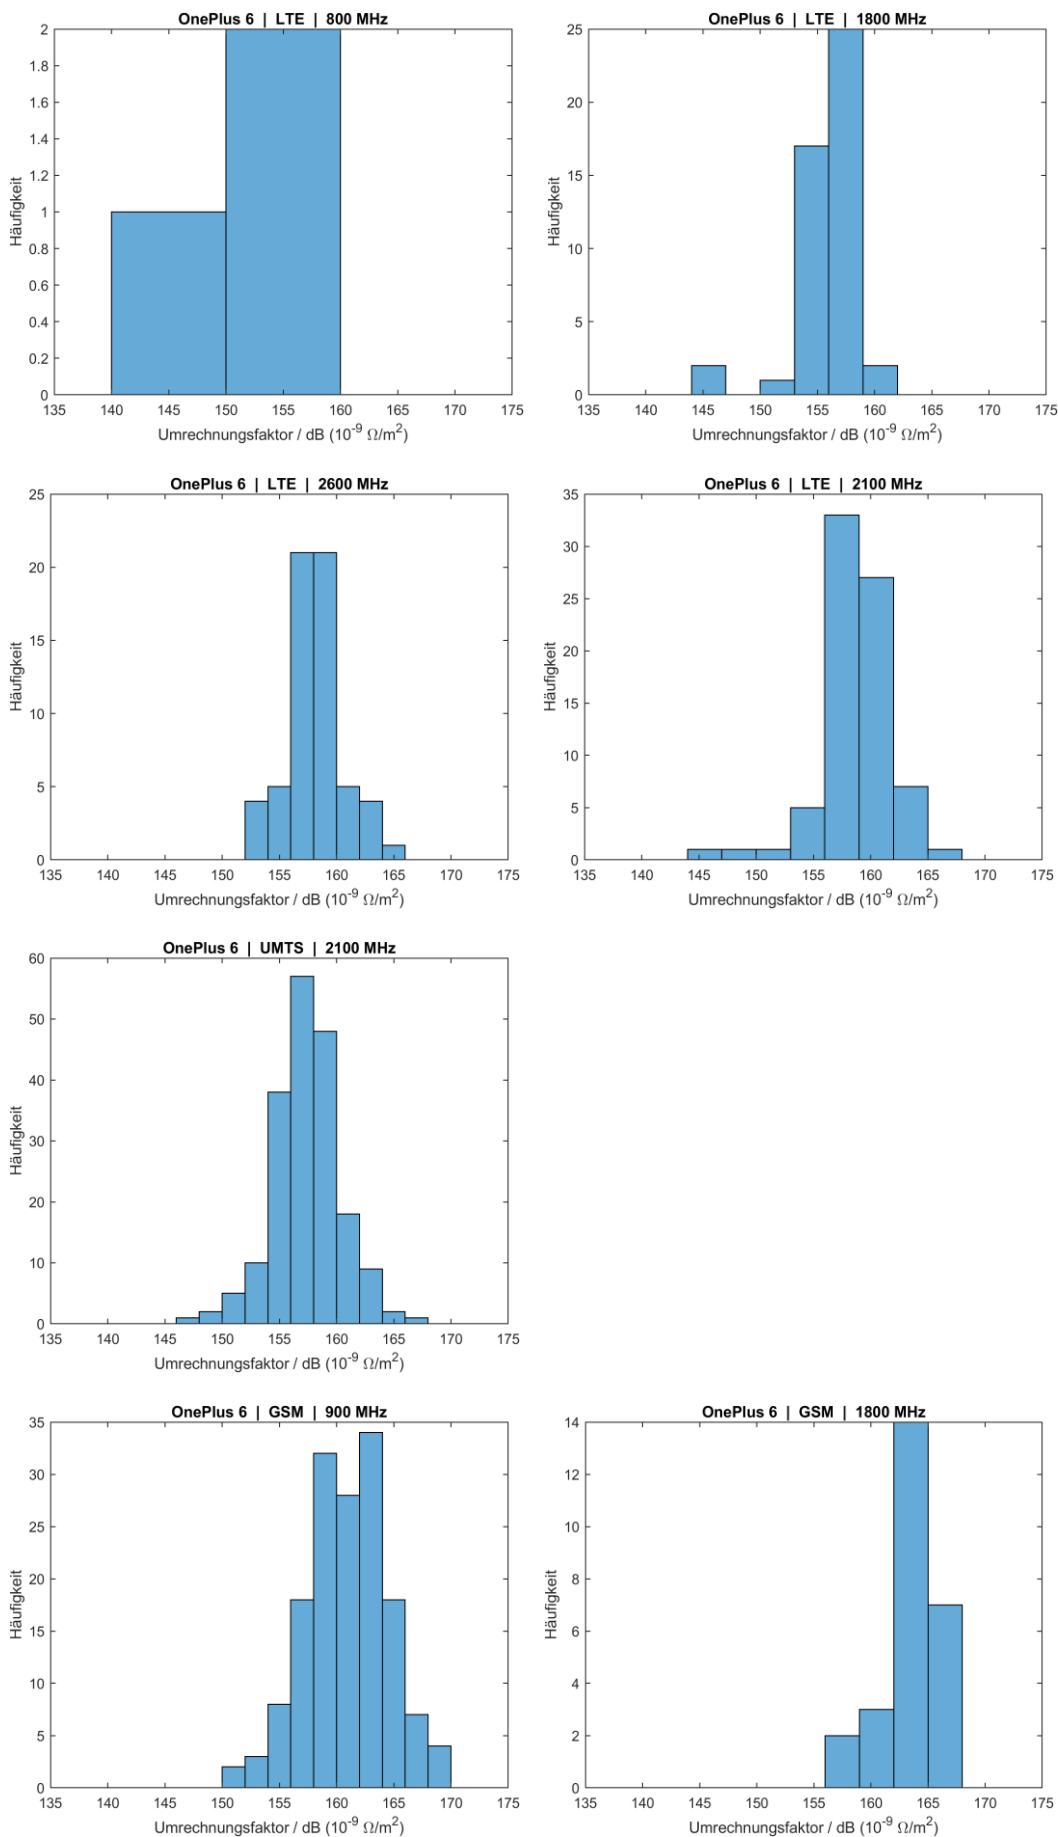 OnePlus 6 | LTE | 800 MHz
2
1.8
1.6
1.4
1.2
1
0.8
0.6
0.4
0.2
0
Häufigkeit
135 140 145 150 155 160 165 170 175
Umrechnungsfaktor / dB (10⁻⁹ Ω/m²)
OnePlus 6 | LTE | 1800 MHz
25
20
15
10
5
0
Häufigkeit
135 140 145 150 155 160 165 170 175
Umrechnungsfaktor / dB (10⁻⁹ Ω/m²)
OnePlus 6 | LTE | 2600 MHz
25
20
15
10
5
0
Häufigkeit
135 140 145 150 155 160 165 170 175
Umrechnungsfaktor / dB (10⁻⁹ Ω/m²)
OnePlus 6 | LTE | 2100 MHz
35
30
25
20
15
10
5
0
Häufigkeit
135 140 145 150 155 160 165 170 175
Umrechnungsfaktor / dB (10⁻⁹ Ω/m²)
OnePlus 6 | UMTS | 2100 MHz
60
50
40
30
20
10
0
Häufigkeit
135 140 145 150 155 160 165 170 175
Umrechnungsfaktor / dB (10⁻⁹ Ω/m²)
OnePlus 6 | GSM | 900 MHz
35
30
25
20
15
10
5
0
Häufigkeit
135 140 145 150 155 160 165 170 175
Umrechnungsfaktor / dB (10⁻⁹ Ω/m²)
OnePlus 6 | GSM | 1800 MHz
14
12
10
8
6
4
2
0
Häufigkeit
135 140 145 150 155 160 165 170 175
Umrechnungsfaktor / dB (10⁻⁹ Ω/m²)